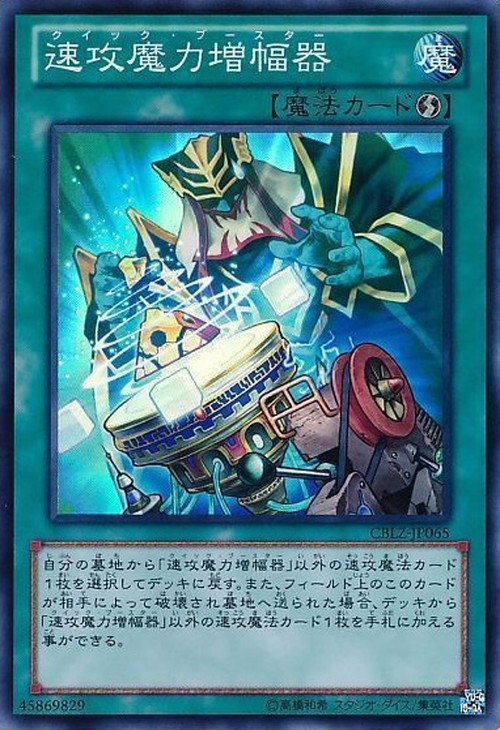 クイック・ブースター
速攻魔力増幅器
魔
【魔法カード】
CBLZ-JP065
自分の墓地から「速攻魔力増幅器」以外の速攻魔法カード
1枚を選択してデッキに戻す。また、フィールド上のこのカード
が相手によって破壊され墓地へ送られた場合、デッキから
「速攻魔力増幅器」以外の速攻魔法カード1枚を手札に加える
事ができる。
45869829
©高橋和希 スタジオ・ダイス/集英社